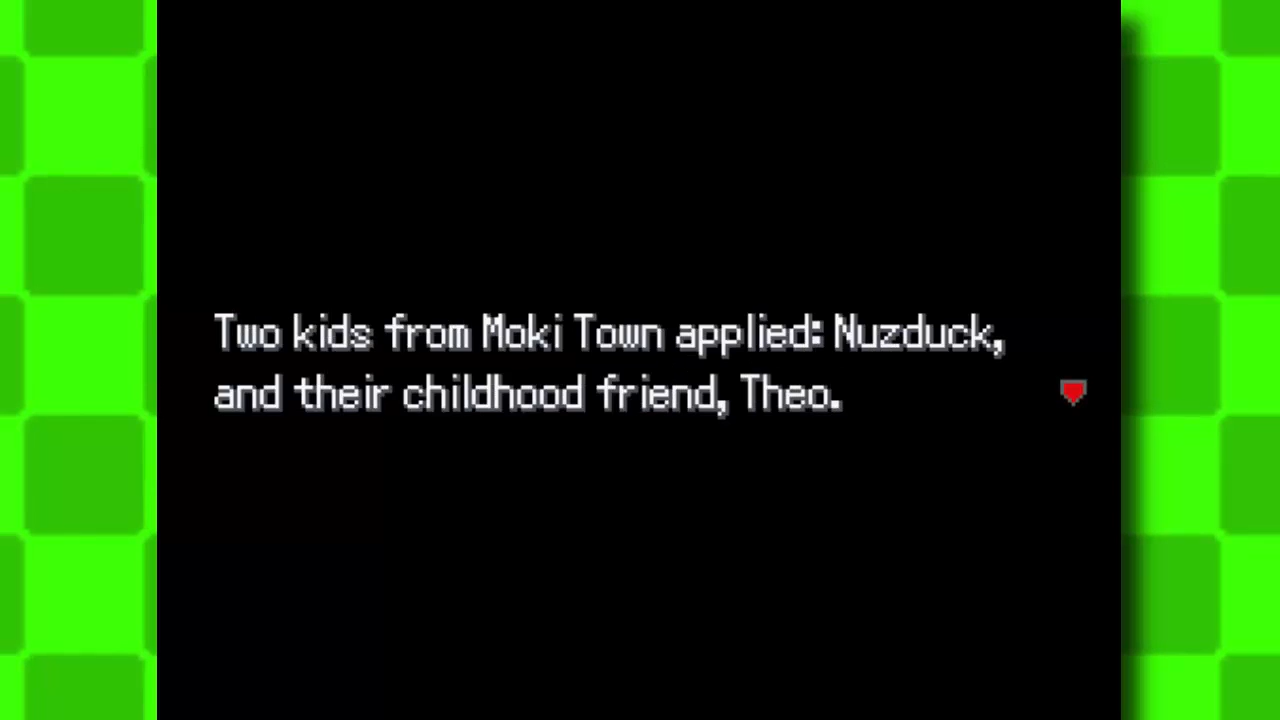 Two kids from Moki Town applied: Nuzduck,
and their childhood friend, Theo.